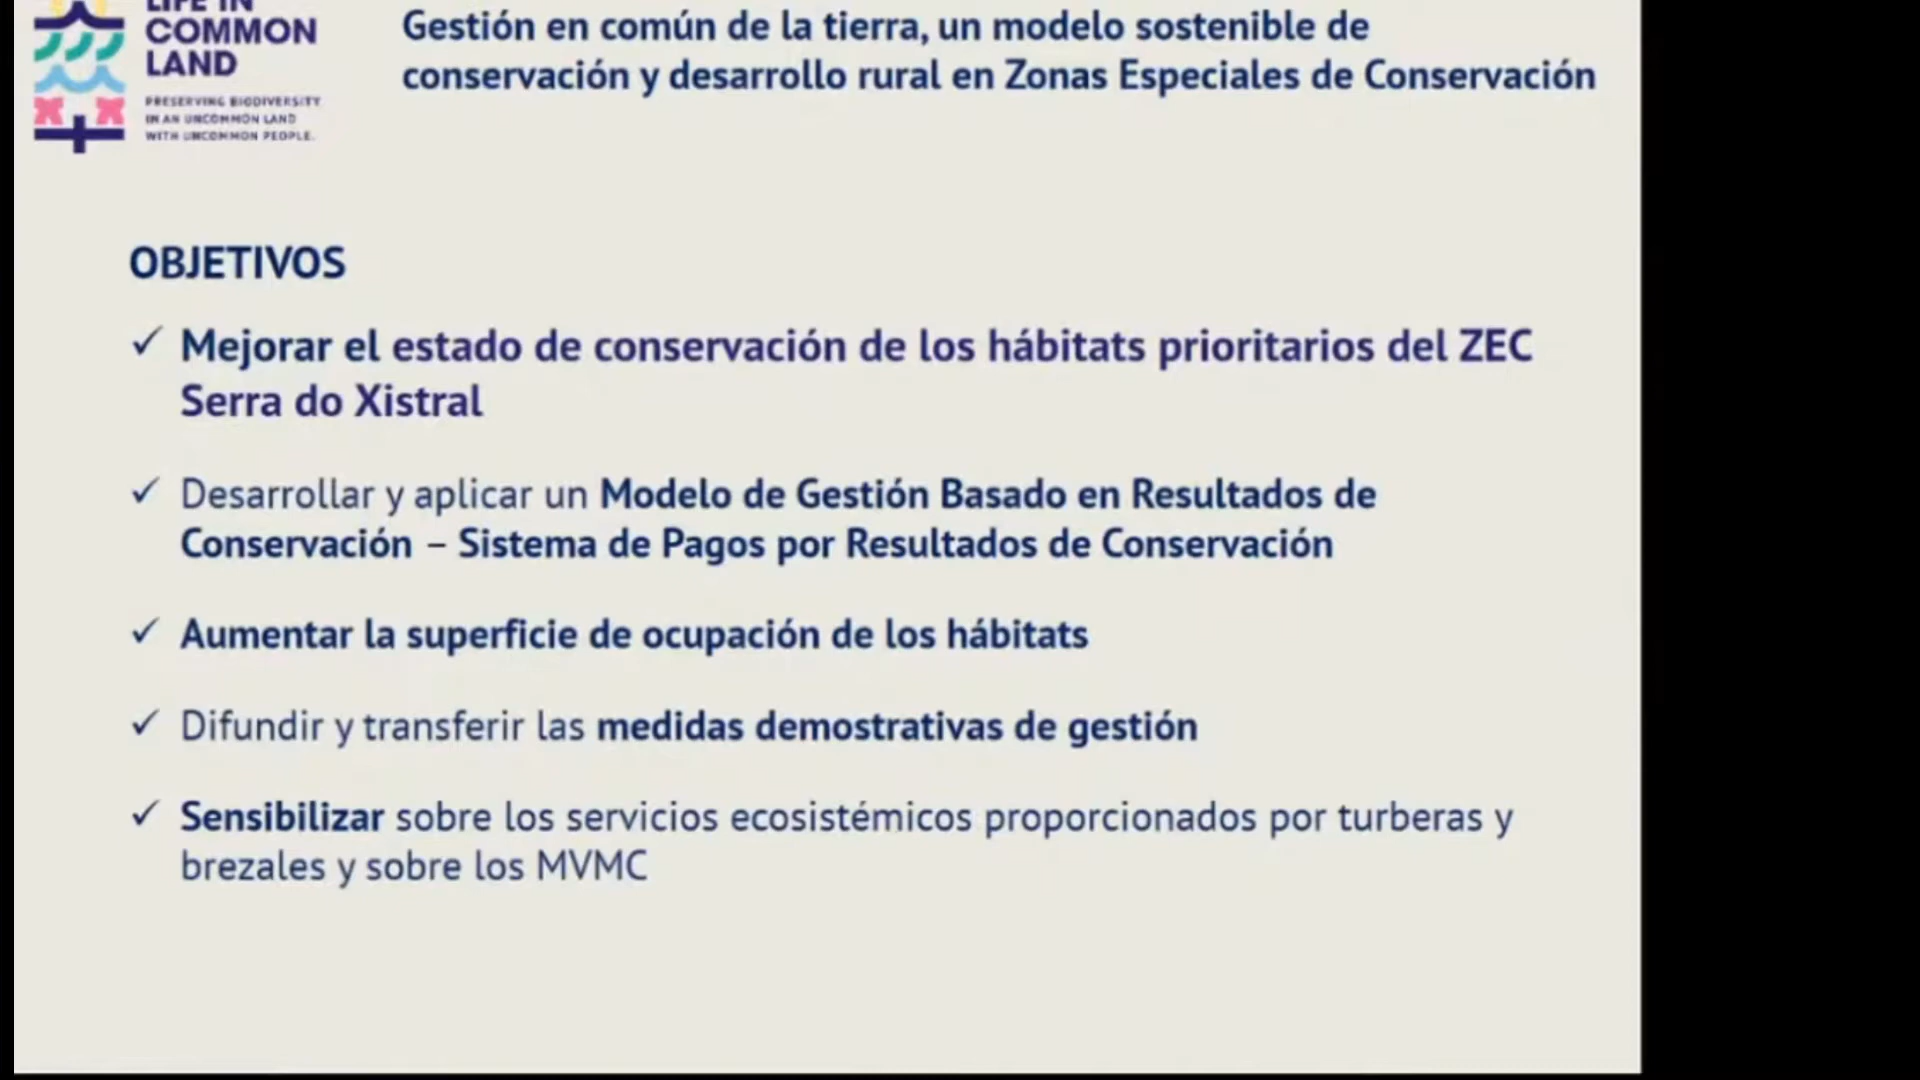 LIFE IN
COMMON
LAND
PRESERVING BIODIVERSITY
IN AN UNCOMMON LAND
WITH UNCOMMON PEOPLE.
Gestión en común de la tierra, un modelo sostenible de
conservación y desarrollo rural en Zonas Especiales de Conservación
OBJETIVOS
✓ Mejorar el estado de conservación de los hábitats prioritarios del ZEC
Serra do Xistral
✓ Desarrollar y aplicar un Modelo de Gestión Basado en Resultados de
Conservación – Sistema de Pagos por Resultados de Conservación
✓ Aumentar la superficie de ocupación de los hábitats
✓ Difundir y transferir las medidas demostrativas de gestión
✓ Sensibilizar sobre los servicios ecosistémicos proporcionados por turberas y
brezales y sobre los MVMC